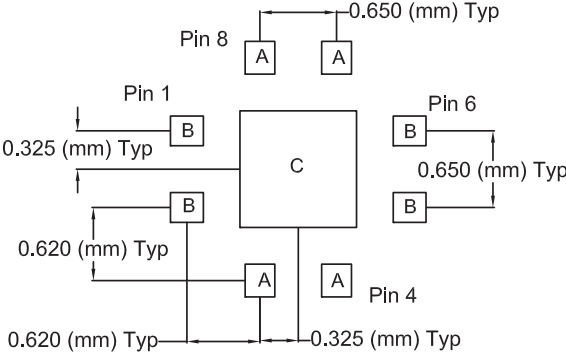 0.650 (mm) Typ
Pin 8
A A
Pin 1
Pin 6
B B
0.325 (mm) Typ
C
0.650 (mm) Typ
B B
0.620 (mm) Typ
A A
Pin 4
0.620 (mm) Typ 0.325 (mm) Typ